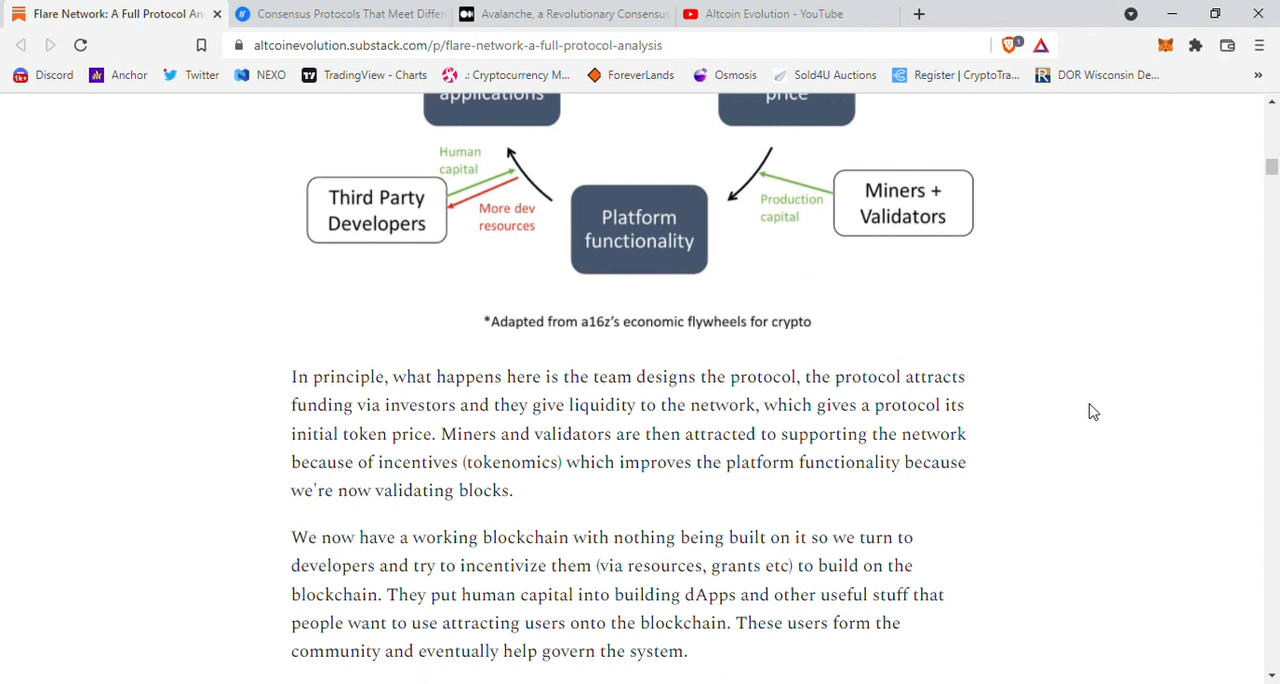 Flare Network: A Full Protocol An
Consensus Protocols That Meet Differ
Avalanche, a Revolutionary Consensus
Altcoin Evolution - YouTube
altcoinevolution.substack.com/p/flare-network-a-full-protocol-analysis
1
Discord
Anchor
Twitter
NEXO
TradingView - Charts
.: Cryptocurrency M...
ForeverLands
Osmosis
Sold4U Auctions
Register | CryptoTra...
DOR Wisconsin De...
»
applications
price
Human
capital
Third Party
Developers
More dev
resources
Platform
functionality
Production
capital
Miners +
Validators
*Adapted from a16z's economic flywheels for crypto
In principle, what happens here is the team designs the protocol, the protocol attracts
funding via investors and they give liquidity to the network, which gives a protocol its
initial token price. Miners and validators are then attracted to supporting the network
because of incentives (tokenomics) which improves the platform functionality because
we're now validating blocks.
We now have a working blockchain with nothing being built on it so we turn to
developers and try to incentivize them (via resources, grants etc) to build on the
blockchain. They put human capital into building dApps and other useful stuff that
people want to use attracting users onto the blockchain. These users form the
community and eventually help govern the system.